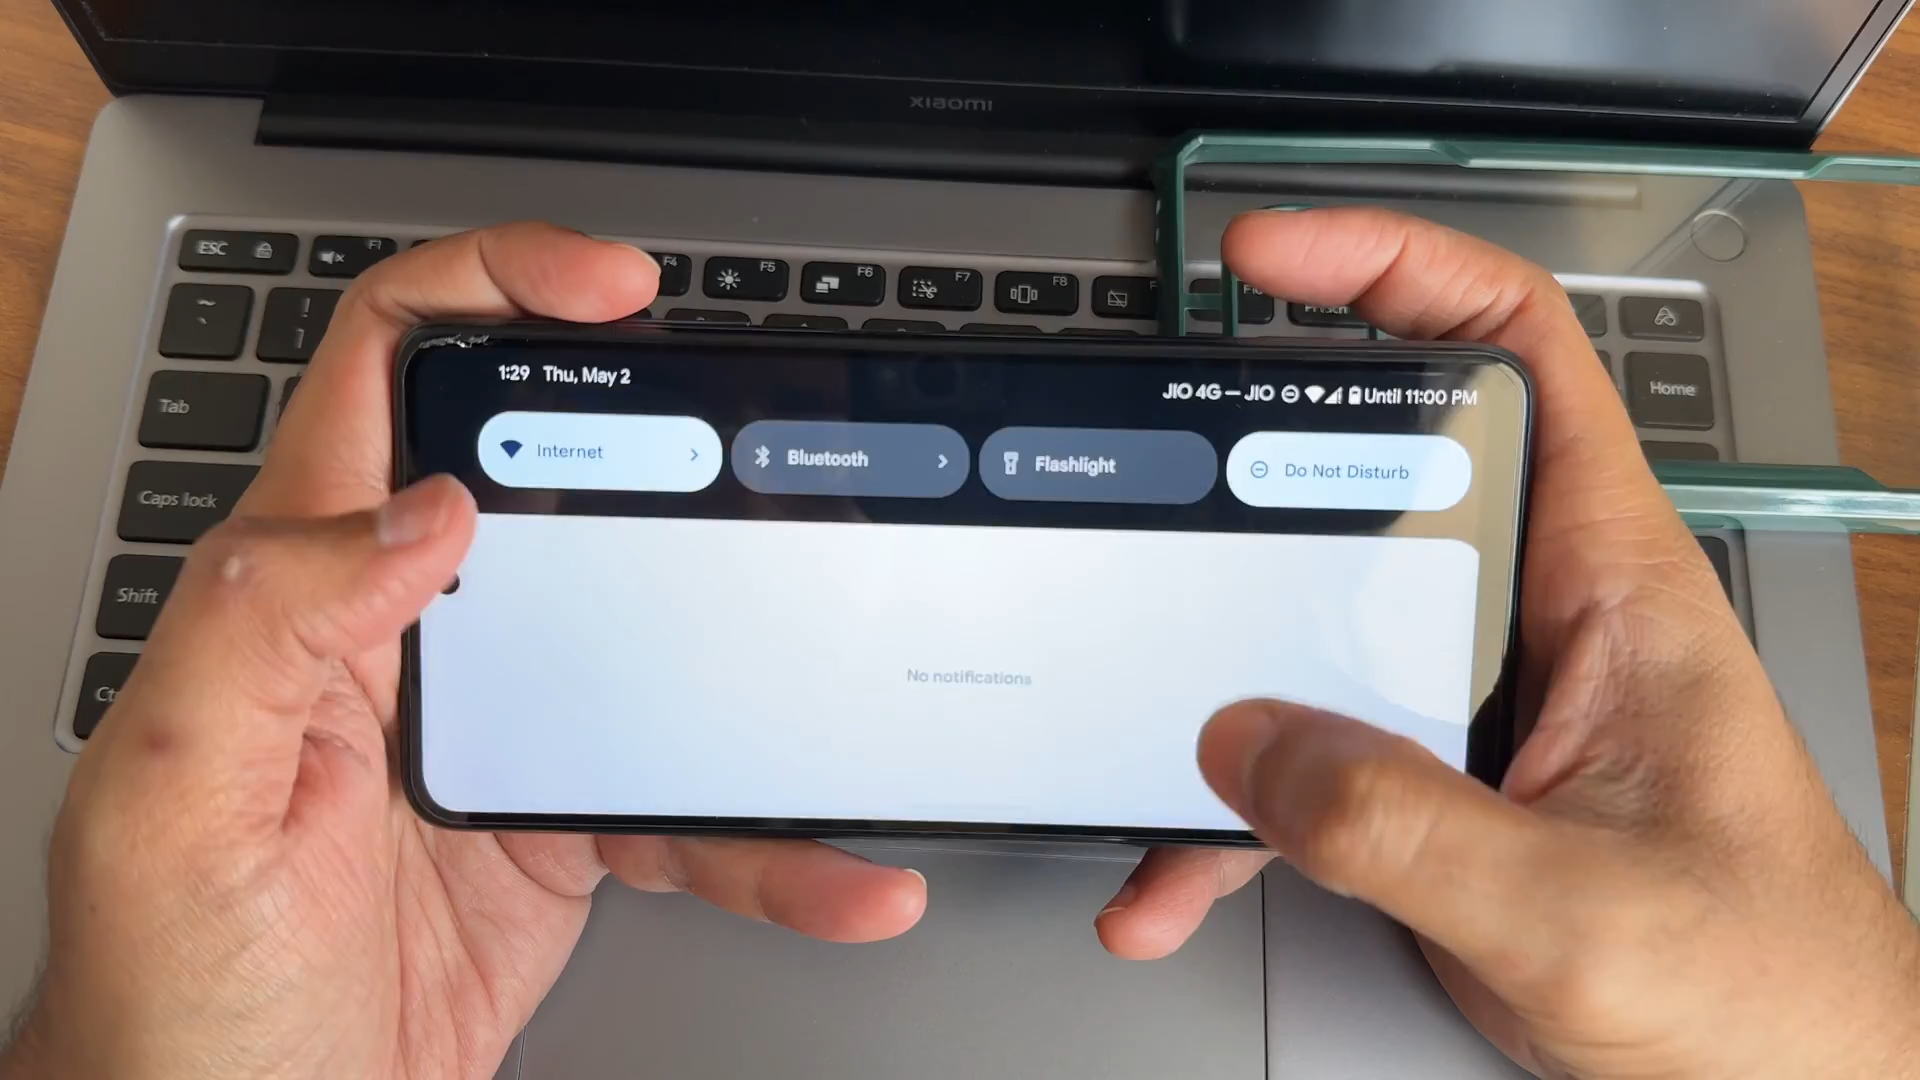 xiaomi
ESC
F1
F4
F5
F6
F7
F8
Tab
Caps lock
Shift
Home
1:29 Thu, May 2
JIO 4G — JIO Until 11:00 PM
Internet
Bluetooth
Flashlight
Do Not Disturb
No notifications